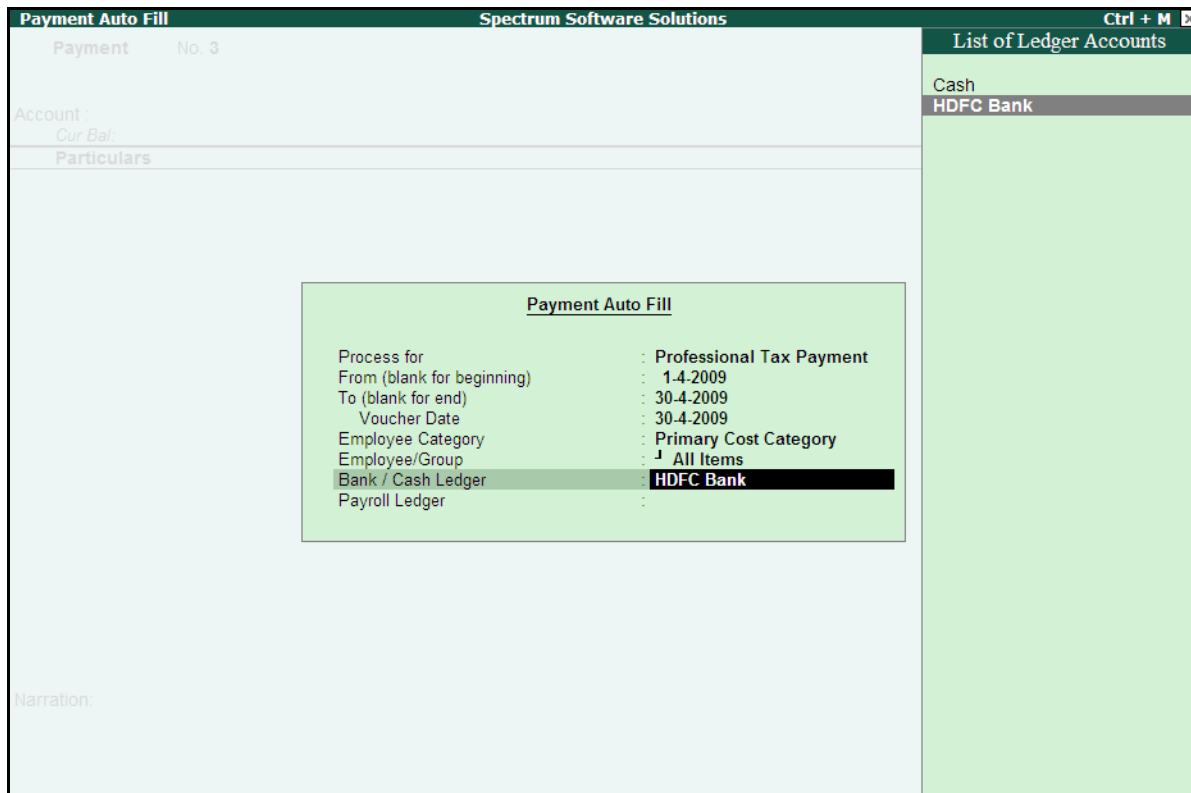 Payment Auto Fill Spectrum Software Solutions Ctrl + M
Payment No. 3
List of Ledger Accounts
Cash
HDFC Bank
Account :
Cur Bal:
Particulars
Payment Auto Fill
Process for : Professional Tax Payment
From (blank for beginning) : 1-4-2009
To (blank for end) : 30-4-2009
Voucher Date : 30-4-2009
Employee Category : Primary Cost Category
Employee/Group : ┘ All Items
Bank / Cash Ledger : HDFC Bank
Payroll Ledger :
Narration: